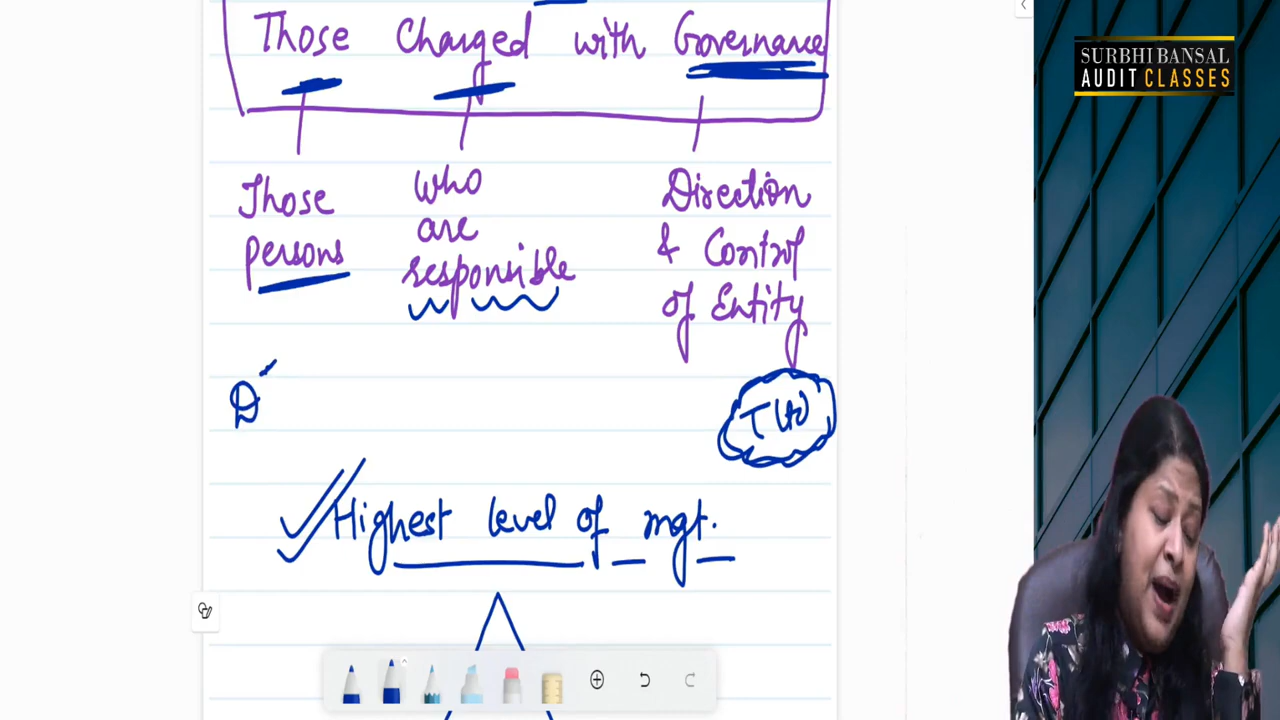 SURBHI BANSAL
AUDIT CLASSES
Those Charged with Governance
Those
persons
who
are
responsible
Direction
& Control
of Entity
D
Highest level of mgt.